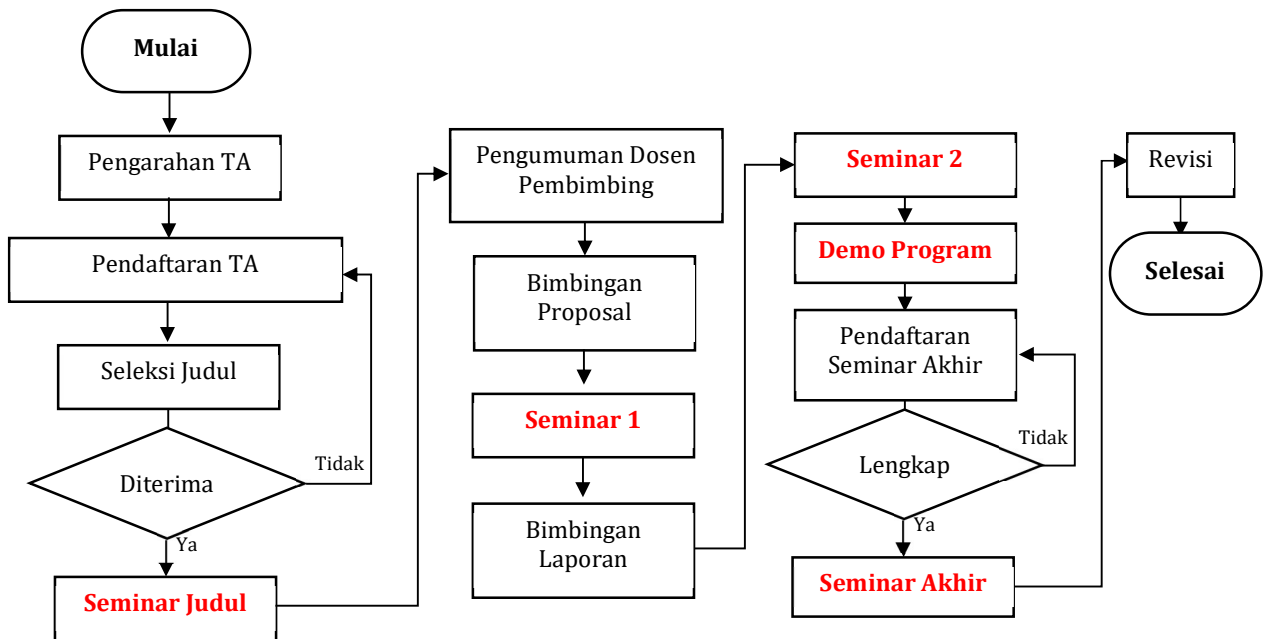 Mulai
Pengarahan TA
Pendaftaran TA
Seleksi Judul
Diterima
Tidak
Ya
Seminar Judul
Pengumuman Dosen
Pembimbing
Bimbingan
Proposal
Seminar 1
Bimbingan
Laporan
Seminar 2
Demo Program
Pendaftaran
Seminar Akhir
Lengkap
Tidak
Ya
Seminar Akhir
Revisi
Selesai